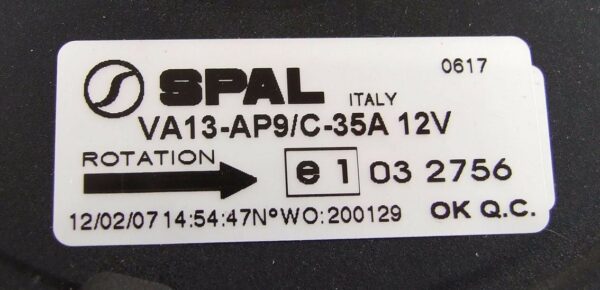 SPAL ITALY 0617
VA13-AP9/C-35A 12V
ROTATION e1 03 2756
12/02/07 14:54:47 N°WO:200129 OK Q.C.